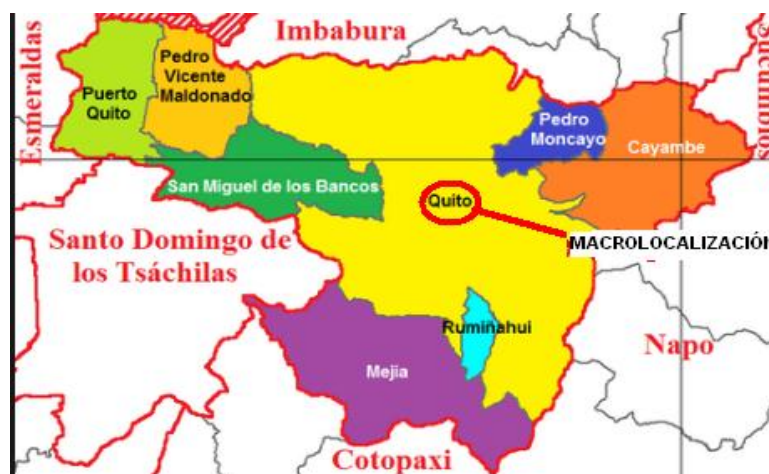 Imbabura
Esmeraldas
Sucumbíos
Pedro
Vicente
Maldonado
Puerto
Quito
Pedro
Moncayo
Cayambe
San Miguel de los Bancos
Quito
Santo Domingo de
los Tsáchilas
MACROLOCALIZACIÓN
Rumiñahui
Napo
Mejia
Cotopaxi